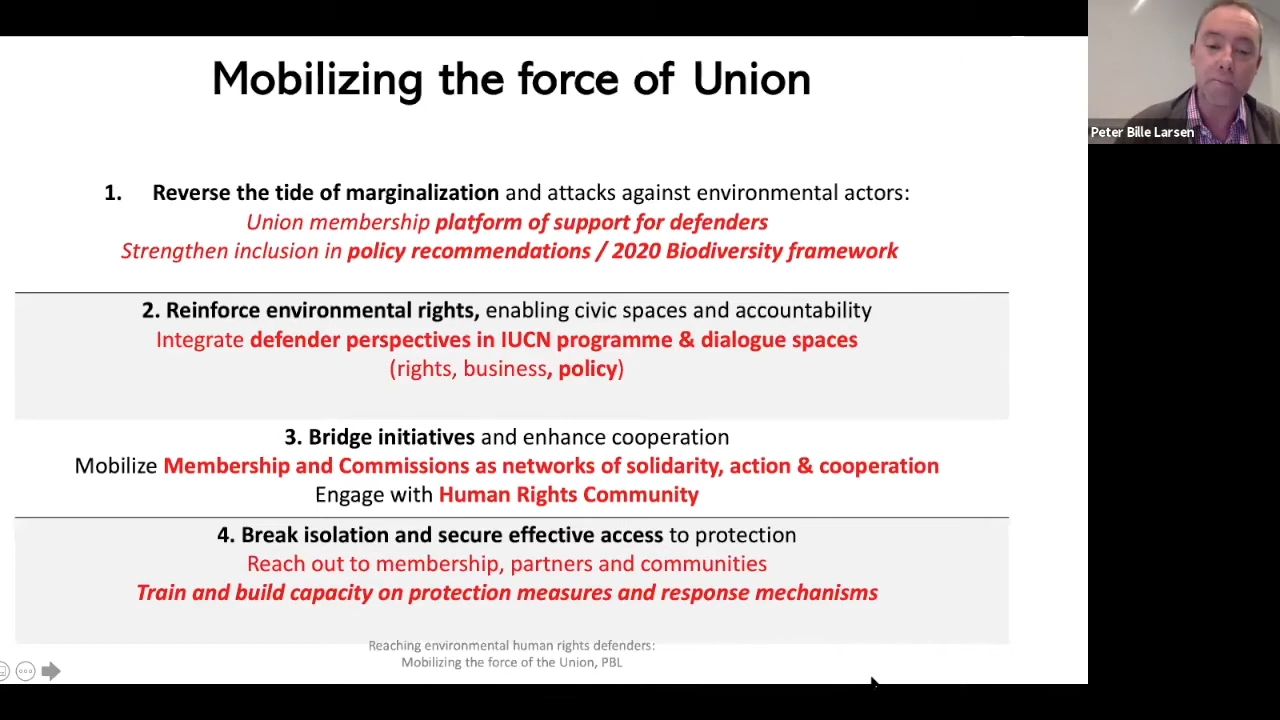 Mobilizing the force of Union
Peter Bille Larsen
1. Reverse the tide of marginalization and attacks against environmental actors:
Union membership platform of support for defenders
Strengthen inclusion in policy recommendations / 2020 Biodiversity framework
2. Reinforce environmental rights, enabling civic spaces and accountability
Integrate defender perspectives in IUCN programme & dialogue spaces
(rights, business, policy)
3. Bridge initiatives and enhance cooperation
Mobilize Membership and Commissions as networks of solidarity, action & cooperation
Engage with Human Rights Community
4. Break isolation and secure effective access to protection
Reach out to membership, partners and communities
Train and build capacity on protection measures and response mechanisms
Reaching environmental human rights defenders:
Mobilizing the force of the Union, PBL